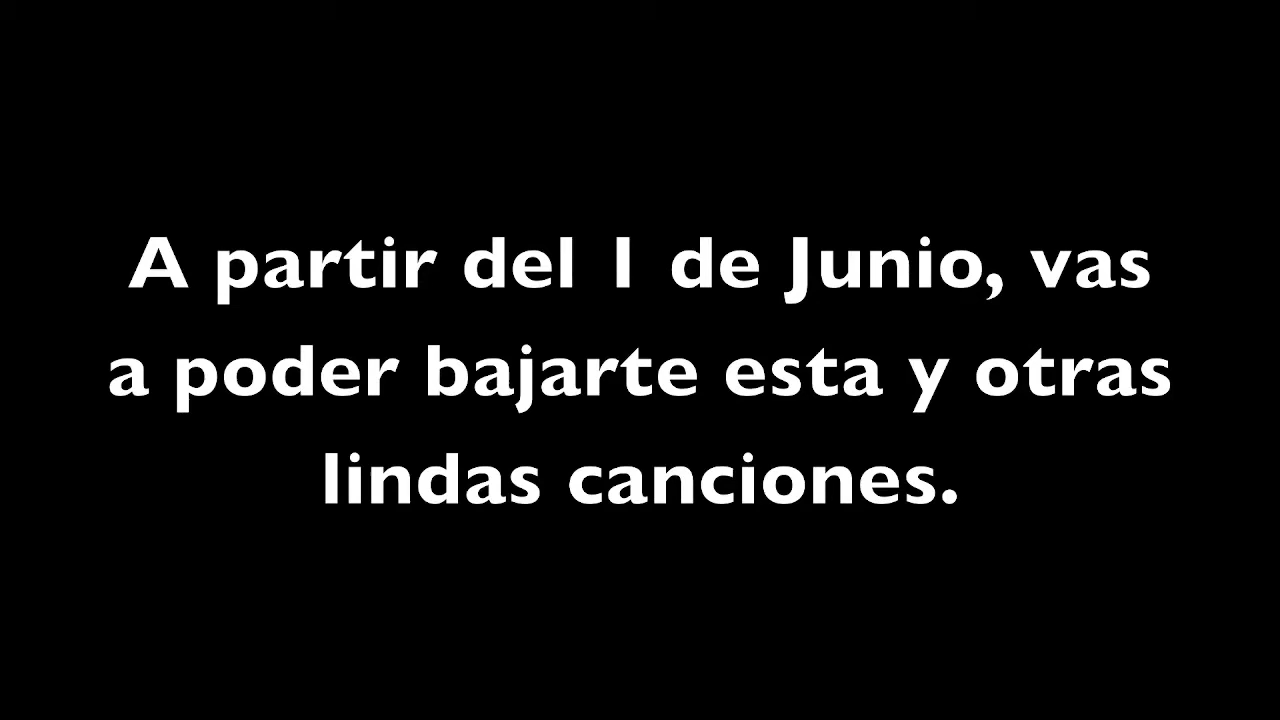 A partir del 1 de Junio, vas
a poder bajarte esta y otras
lindas canciones.